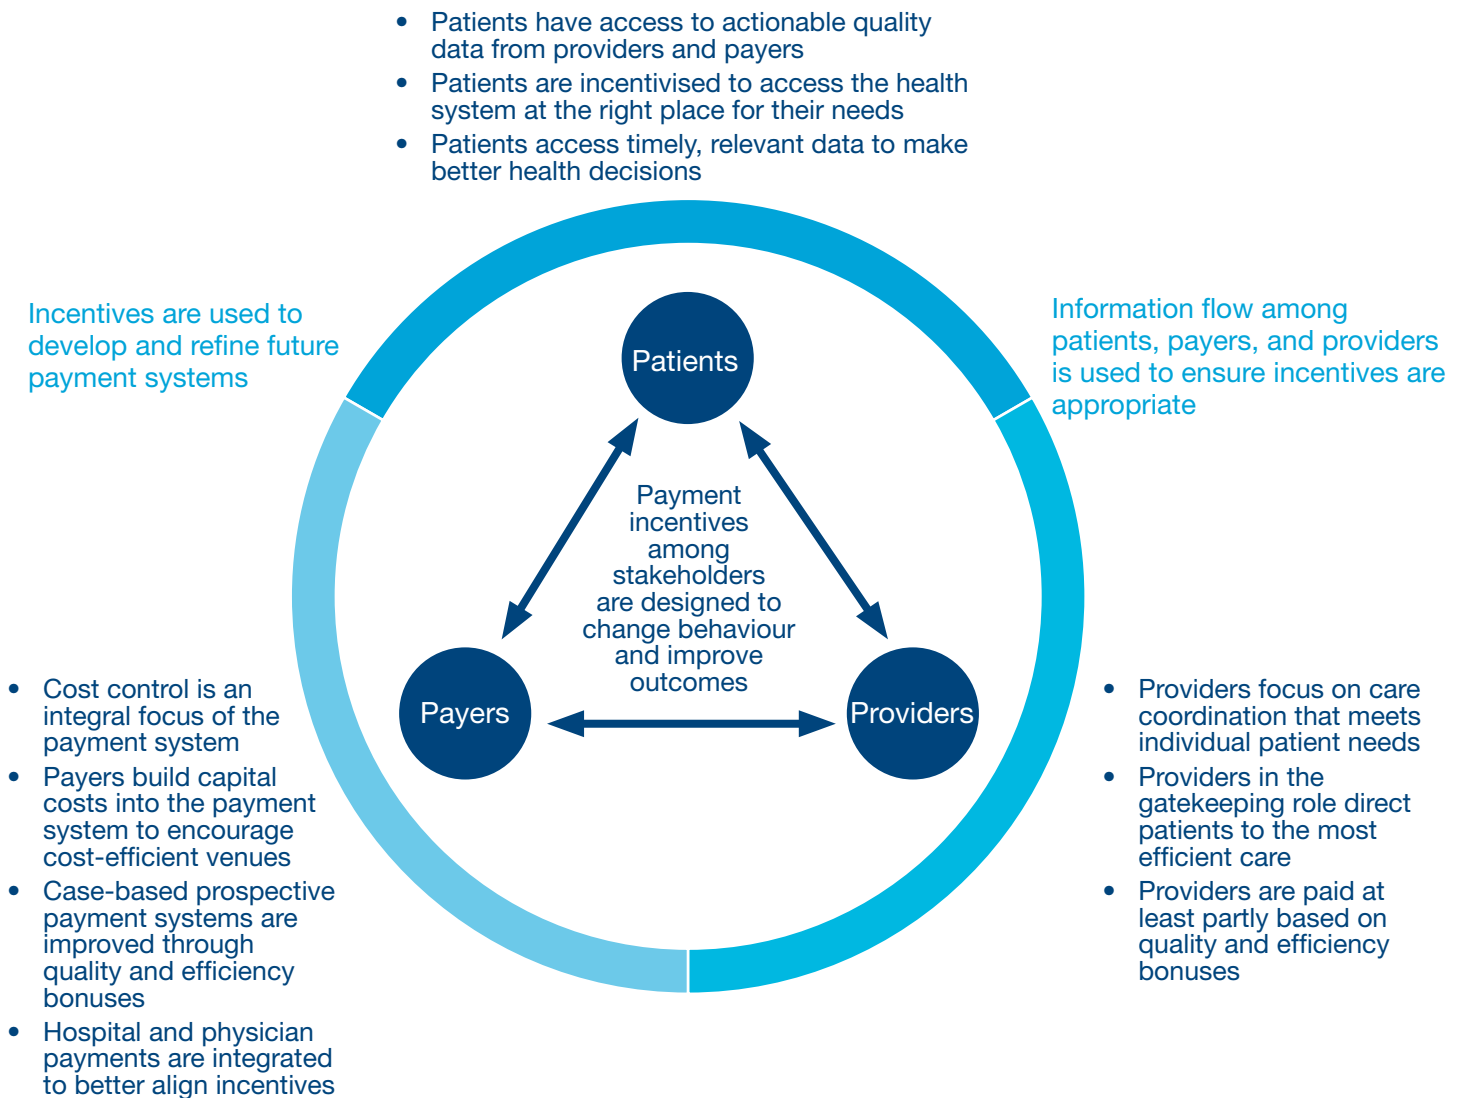 • Patients have access to actionable quality
data from providers and payers
• Patients are incentivised to access the health
system at the right place for their needs
• Patients access timely, relevant data to make
better health decisions
Incentives are used to
develop and refine future
payment systems
Information flow among
patients, payers, and providers
is used to ensure incentives are
appropriate
Patients
Payment
incentives
among
stakeholders
are designed to
change behaviour
and improve
outcomes
Payers
Providers
• Cost control is an
integral focus of the
payment system
• Payers build capital
costs into the payment
system to encourage
cost-efficient venues
• Case-based prospective
payment systems are
improved through
quality and efficiency
bonuses
• Hospital and physician
payments are integrated
to better align incentives
• Providers focus on care
coordination that meets
individual patient needs
• Providers in the
gatekeeping role direct
patients to the most
efficient care
• Providers are paid at
least partly based on
quality and efficiency
bonuses